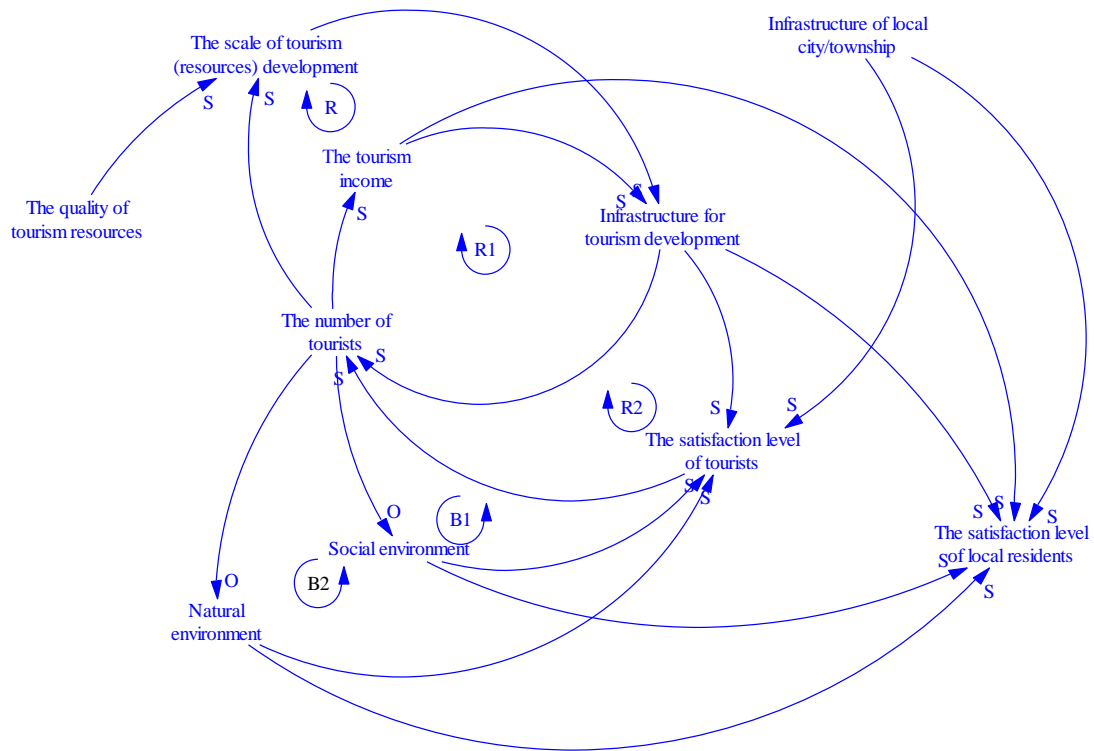 Infrastructure of local
city/township
The scale of tourism
(resources) development
S
S
R
The tourism
income
S
The quality of
tourism resources
S
S
Infrastructure for
tourism development
R1
The number of
tourists
S
S
R2
S
S
The satisfaction level
of tourists
S
S
B1
O
Social environment
S
S
S
The satisfaction level
of local residents
S
S
B2
O
Natural
environment